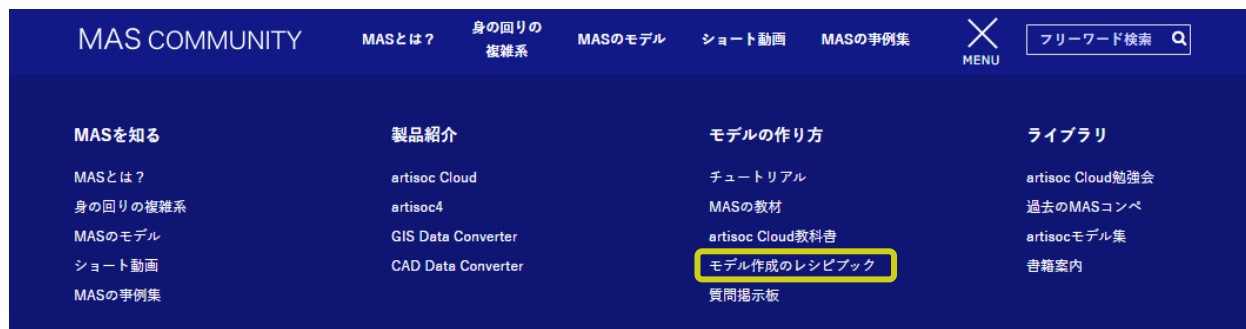 MAS COMMUNITY
MASとは？
身の回りの
複雑系
MASのモデル
ショート動画
MASの事例集
MENU
フリーワード検索
MASを知る
MASとは？
身の回りの複雑系
MASのモデル
ショート動画
MASの事例集
製品紹介
artisoc Cloud
artisoc4
GIS Data Converter
CAD Data Converter
モデルの作り方
チュートリアル
MASの教材
artisoc Cloud教科書
モデル作成のレシピブック
質問掲示板
ライブラリ
artisoc Cloud勉強会
過去のMASコンペ
artisocモデル集
書籍案内